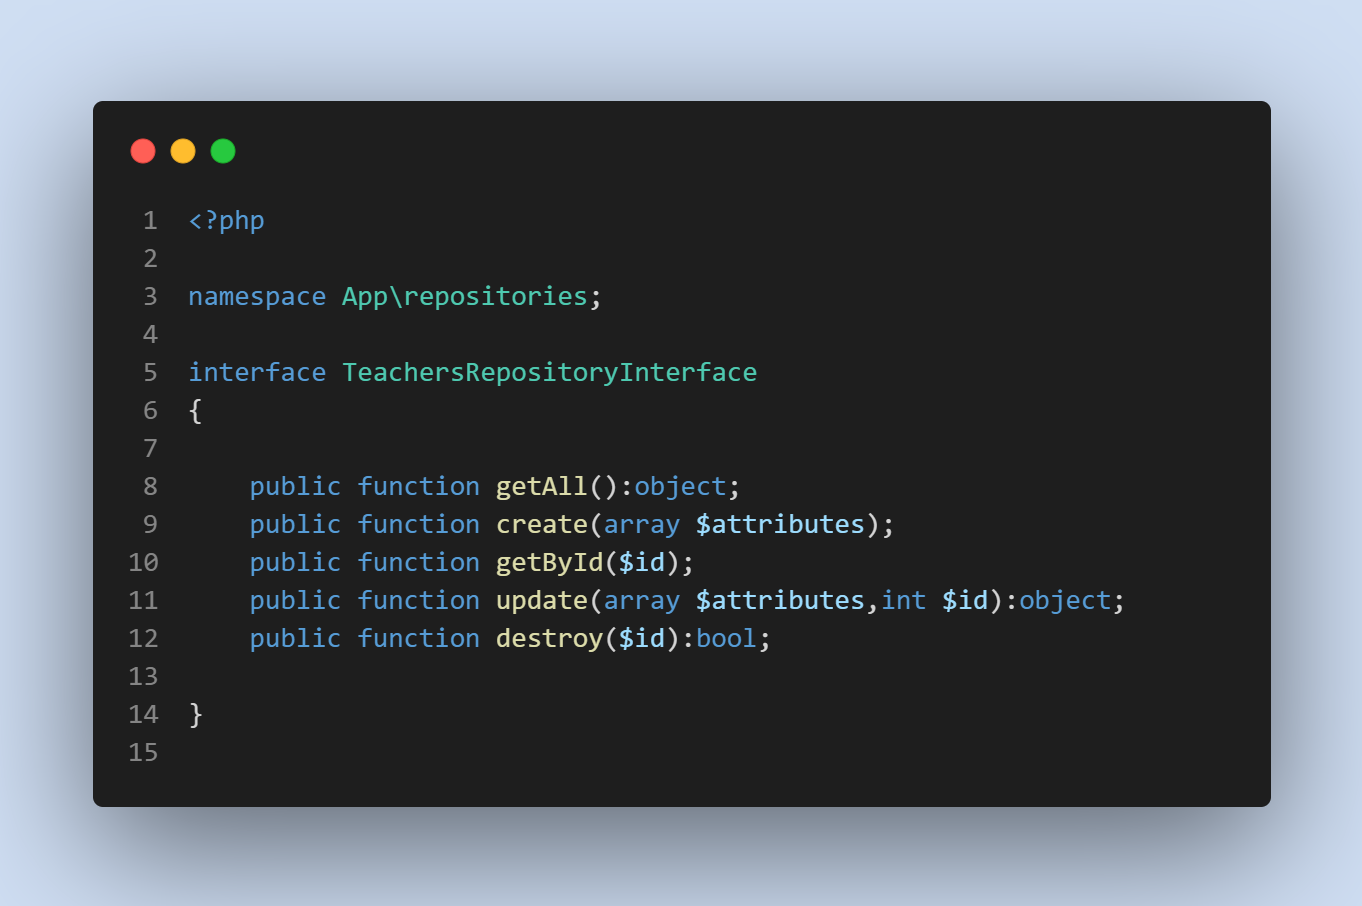 1 <?php
2
3 namespace App\repositories;
4
5 interface TeachersRepositoryInterface
6 {
7
8     public function getAll():object;
9     public function create(array $attributes);
10     public function getById($id);
11     public function update(array $attributes,int $id):object;
12     public function destroy($id):bool;
13
14 }
15